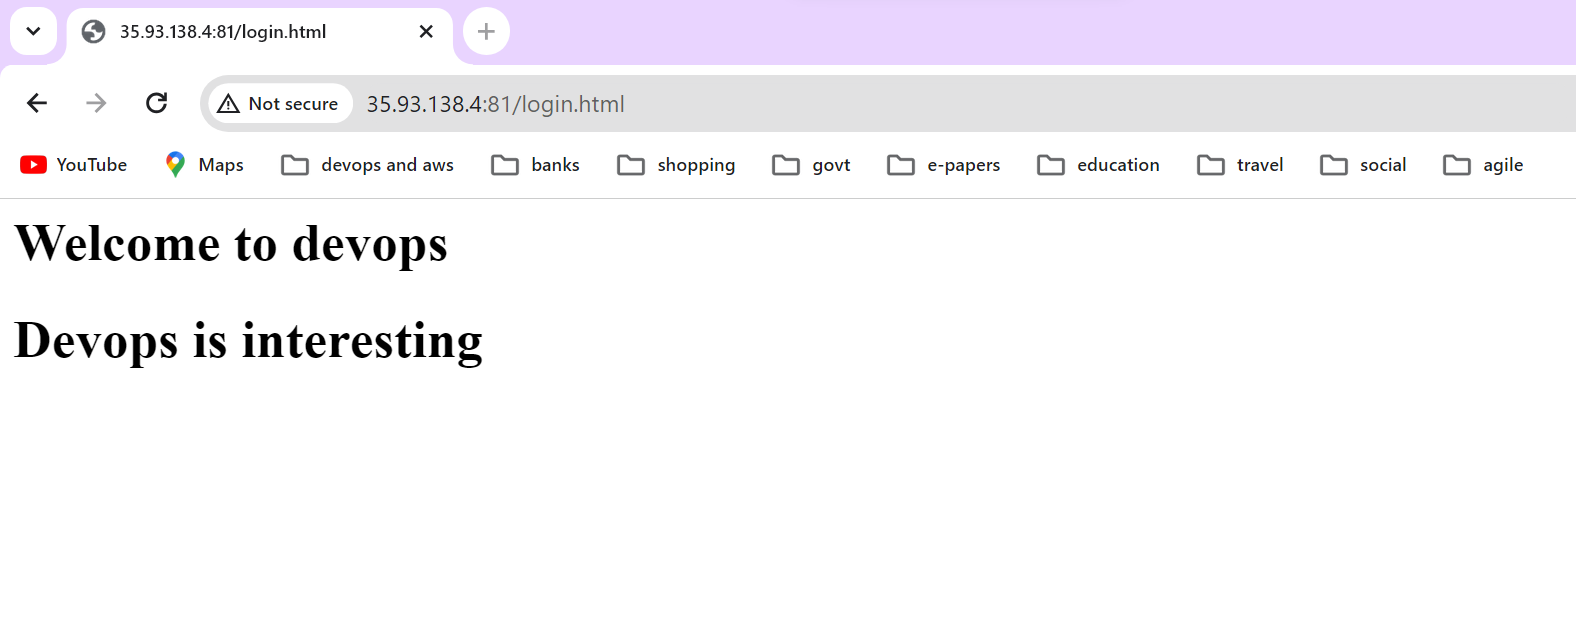 35.93.138.4:81/login.html
Not secure 35.93.138.4:81/login.html
YouTube Maps devops and aws banks shopping govt e-papers education travel social agile
Welcome to devops
Devops is interesting